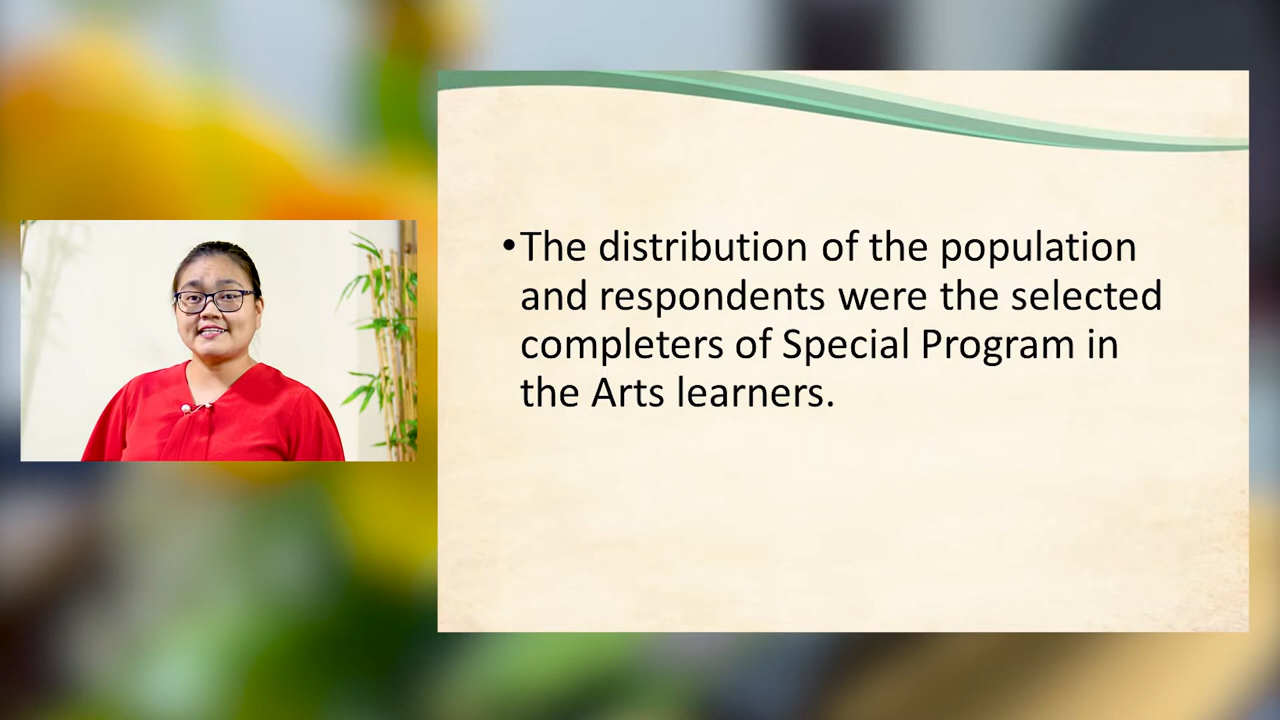 •The distribution of the population
and respondents were the selected
completers of Special Program in
the Arts learners.